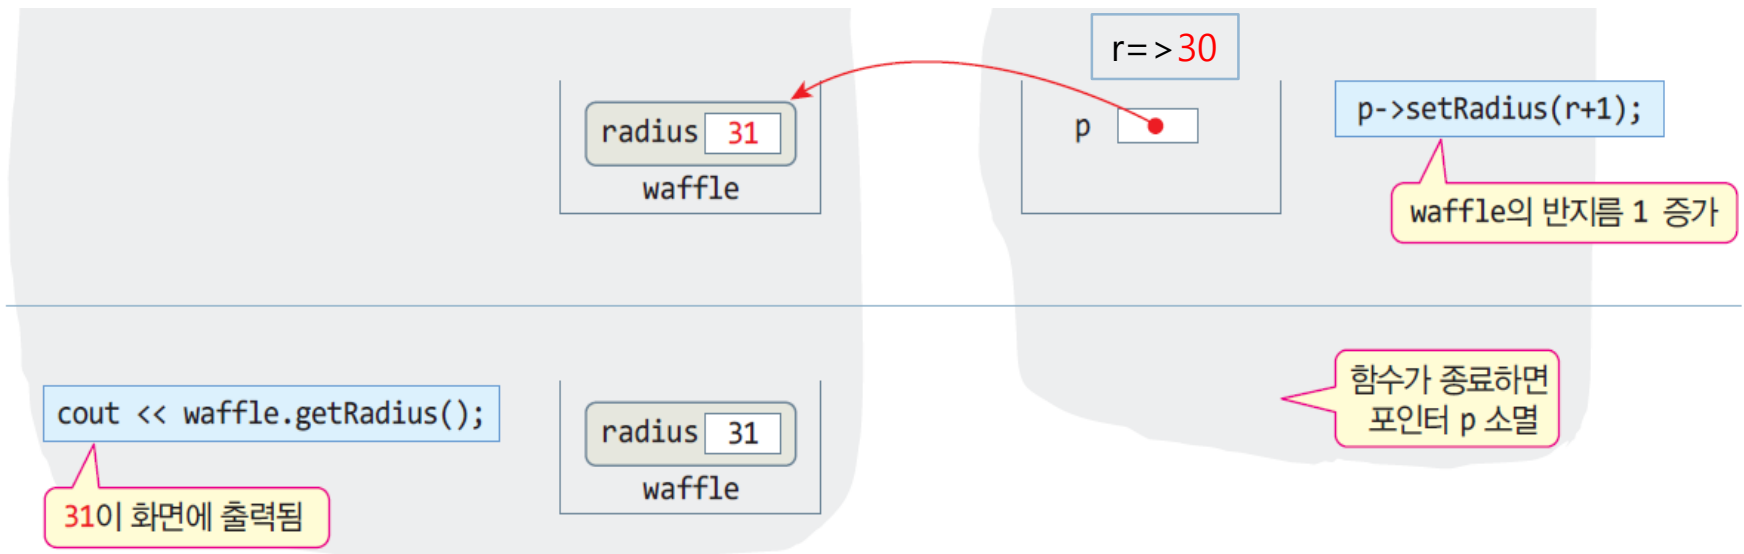 r=>30
radius 31
waffle
p
p->setRadius(r+1);
waffle의 반지름 1 증가
cout << waffle.getRadius();
31이 화면에 출력됨
radius 31
waffle
함수가 종료하면
포인터 p 소멸